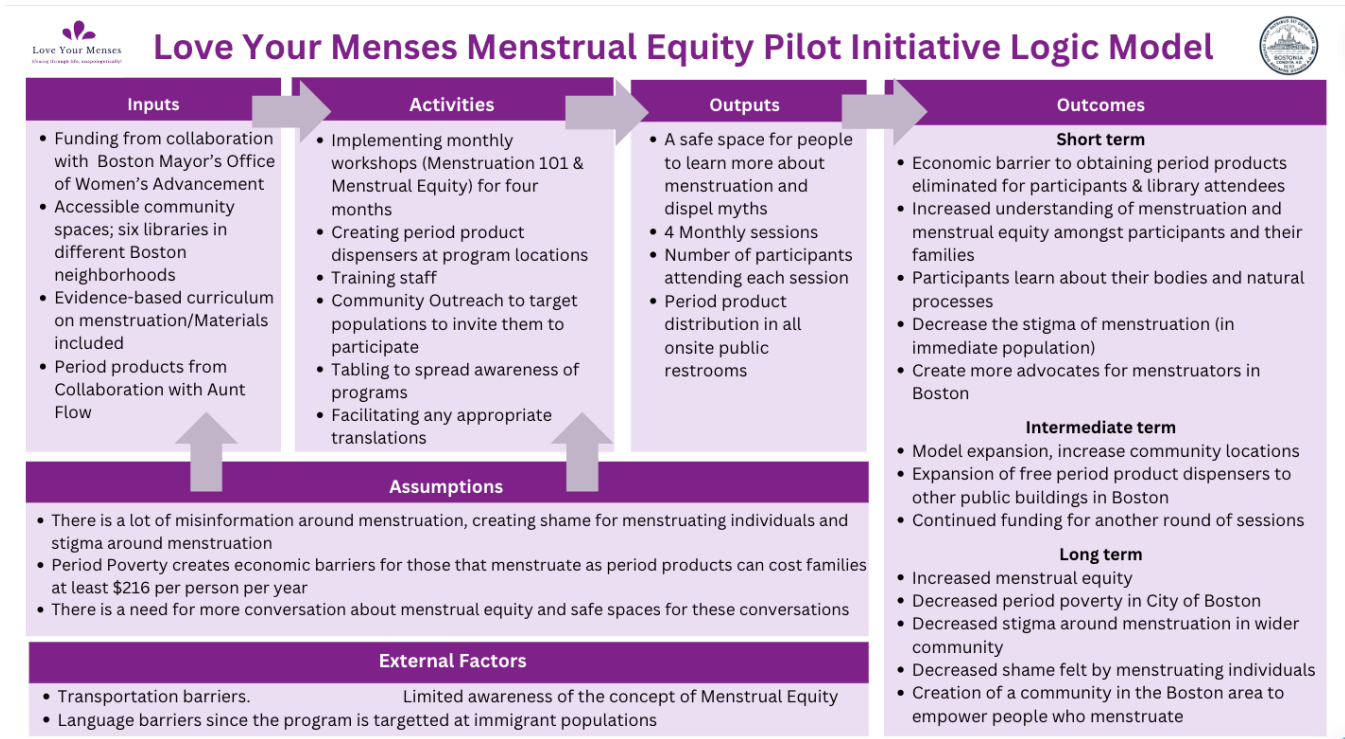 Love Your Menses
Love Your Menses Menstrual Equity Pilot Initiative Logic Model
BOSTONIA
Inputs
• Funding from collaboration
with Boston Mayor's Office
of Women's Advancement
• Accessible community
spaces; six libraries in
different Boston
neighborhoods
• Evidence-based curriculum
on menstruation/Materials
included
• Period products from
Collaboration with Aunt
Flow
Activities
• Implementing monthly
workshops (Menstruation 101 &
Menstrual Equity) for four
months
• Creating period product
dispensers at program locations
• Training staff
• Community Outreach to target
populations to invite them to
participate
• Tabling to spread awareness of
programs
• Facilitating any appropriate
translations
Outputs
• A safe space for people
to learn more about
menstruation and
dispel myths
• 4 Monthly sessions
• Number of participants
attending each session
• Period product
distribution in all
onsite public
restrooms
Outcomes
Short term
• Economic barrier to obtaining period products
eliminated for participants & library attendees
• Increased understanding of menstruation and
menstrual equity amongst participants and their
families
• Participants learn about their bodies and natural
processes
• Decrease the stigma of menstruation (in
immediate population)
• Create more advocates for menstruators in
Boston
Intermediate term
• Model expansion, increase community locations
• Expansion of free period product dispensers to
other public buildings in Boston
• Continued funding for another round of sessions
Long term
• Increased menstrual equity
• Decreased period poverty in City of Boston
• Decreased stigma around menstruation in wider
community
• Decreased shame felt by menstruating individuals
• Creation of a community in the Boston area to
empower people who menstruate
Assumptions
• There is a lot of misinformation around menstruation, creating shame for menstruating individuals and
stigma around menstruation
• Period Poverty creates economic barriers for those that menstruate as period products can cost families
at least $216 per person per year
• There is a need for more conversation about menstrual equity and safe spaces for these conversations
External Factors
• Transportation barriers. Limited awareness of the concept of Menstrual Equity
• Language barriers since the program is targetted at immigrant populations